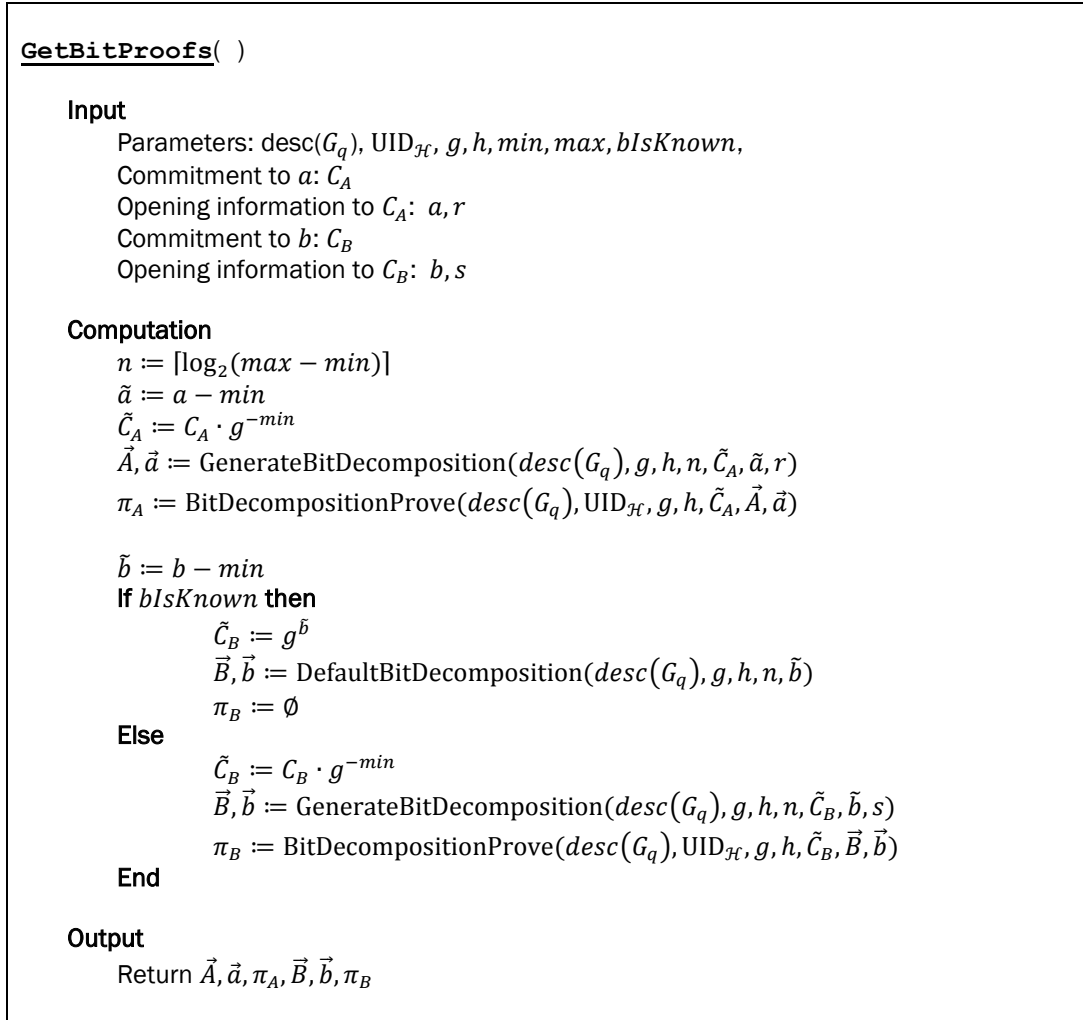 GetBitProofs( )
Input
Parameters: desc(G_q), UID_ℋ, g, h, min, max, bIsKnown,
Commitment to a: C_A
Opening information to C_A: a, r
Commitment to b: C_B
Opening information to C_B: b, s
Computation
n ≔ ⌈log₂(max − min)⌉
ã ≔ a − min
C̃_A ≔ C_A · g^{−min}
A⃗, a⃗ ≔ GenerateBitDecomposition(desc(G_q), g, h, n, C̃_A, ã, r)
π_A ≔ BitDecompositionProve(desc(G_q), UID_ℋ, g, h, C̃_A, A⃗, a⃗)
b̃ ≔ b − min
If bIsKnown then
C̃_B ≔ g^{b̃}
B⃗, b⃗ ≔ DefaultBitDecomposition(desc(G_q), g, h, n, b̃)
π_B ≔ ∅
Else
C̃_B ≔ C_B · g^{−min}
B⃗, b⃗ ≔ GenerateBitDecomposition(desc(G_q), g, h, n, C̃_B, b̃, s)
π_B ≔ BitDecompositionProve(desc(G_q), UID_ℋ, g, h, C̃_B, B⃗, b⃗)
End
Output
Return A⃗, a⃗, π_A, B⃗, b⃗, π_B